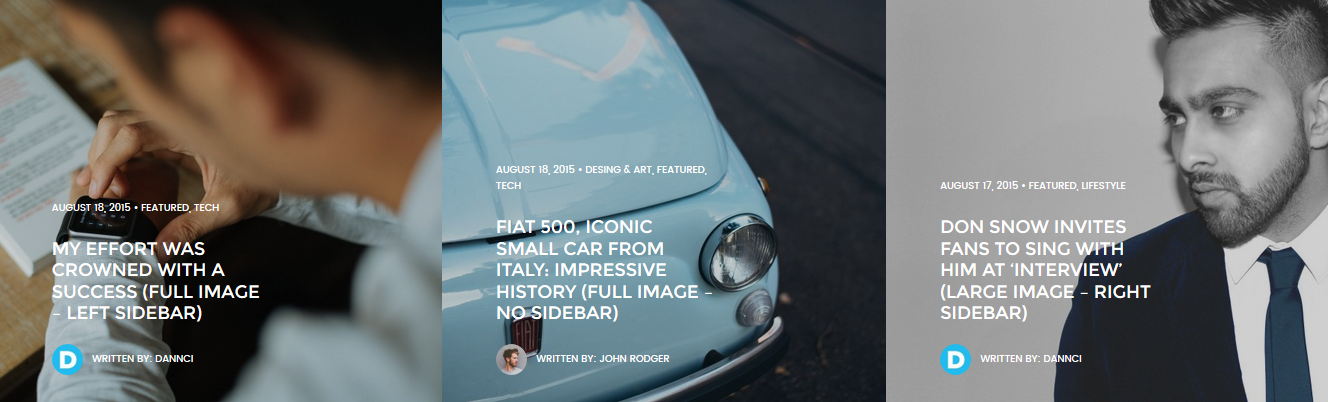 AUGUST 18, 2015 • FEATURED, TECH
MY EFFORT WAS
CROWNED WITH A
SUCCESS (FULL IMAGE
– LEFT SIDEBAR)
D
WRITTEN BY: DANNCI
AUGUST 18, 2015 • DESING & ART, FEATURED,
TECH
FIAT 500, ICONIC
SMALL CAR FROM
ITALY: IMPRESSIVE
HISTORY (FULL IMAGE –
NO SIDEBAR)
FIAT
WRITTEN BY: JOHN RODGER
AUGUST 17, 2015 • FEATURED, LIFESTYLE
DON SNOW INVITES
FANS TO SING WITH
HIM AT ‘INTERVIEW’
(LARGE IMAGE – RIGHT
SIDEBAR)
D
WRITTEN BY: DANNCI